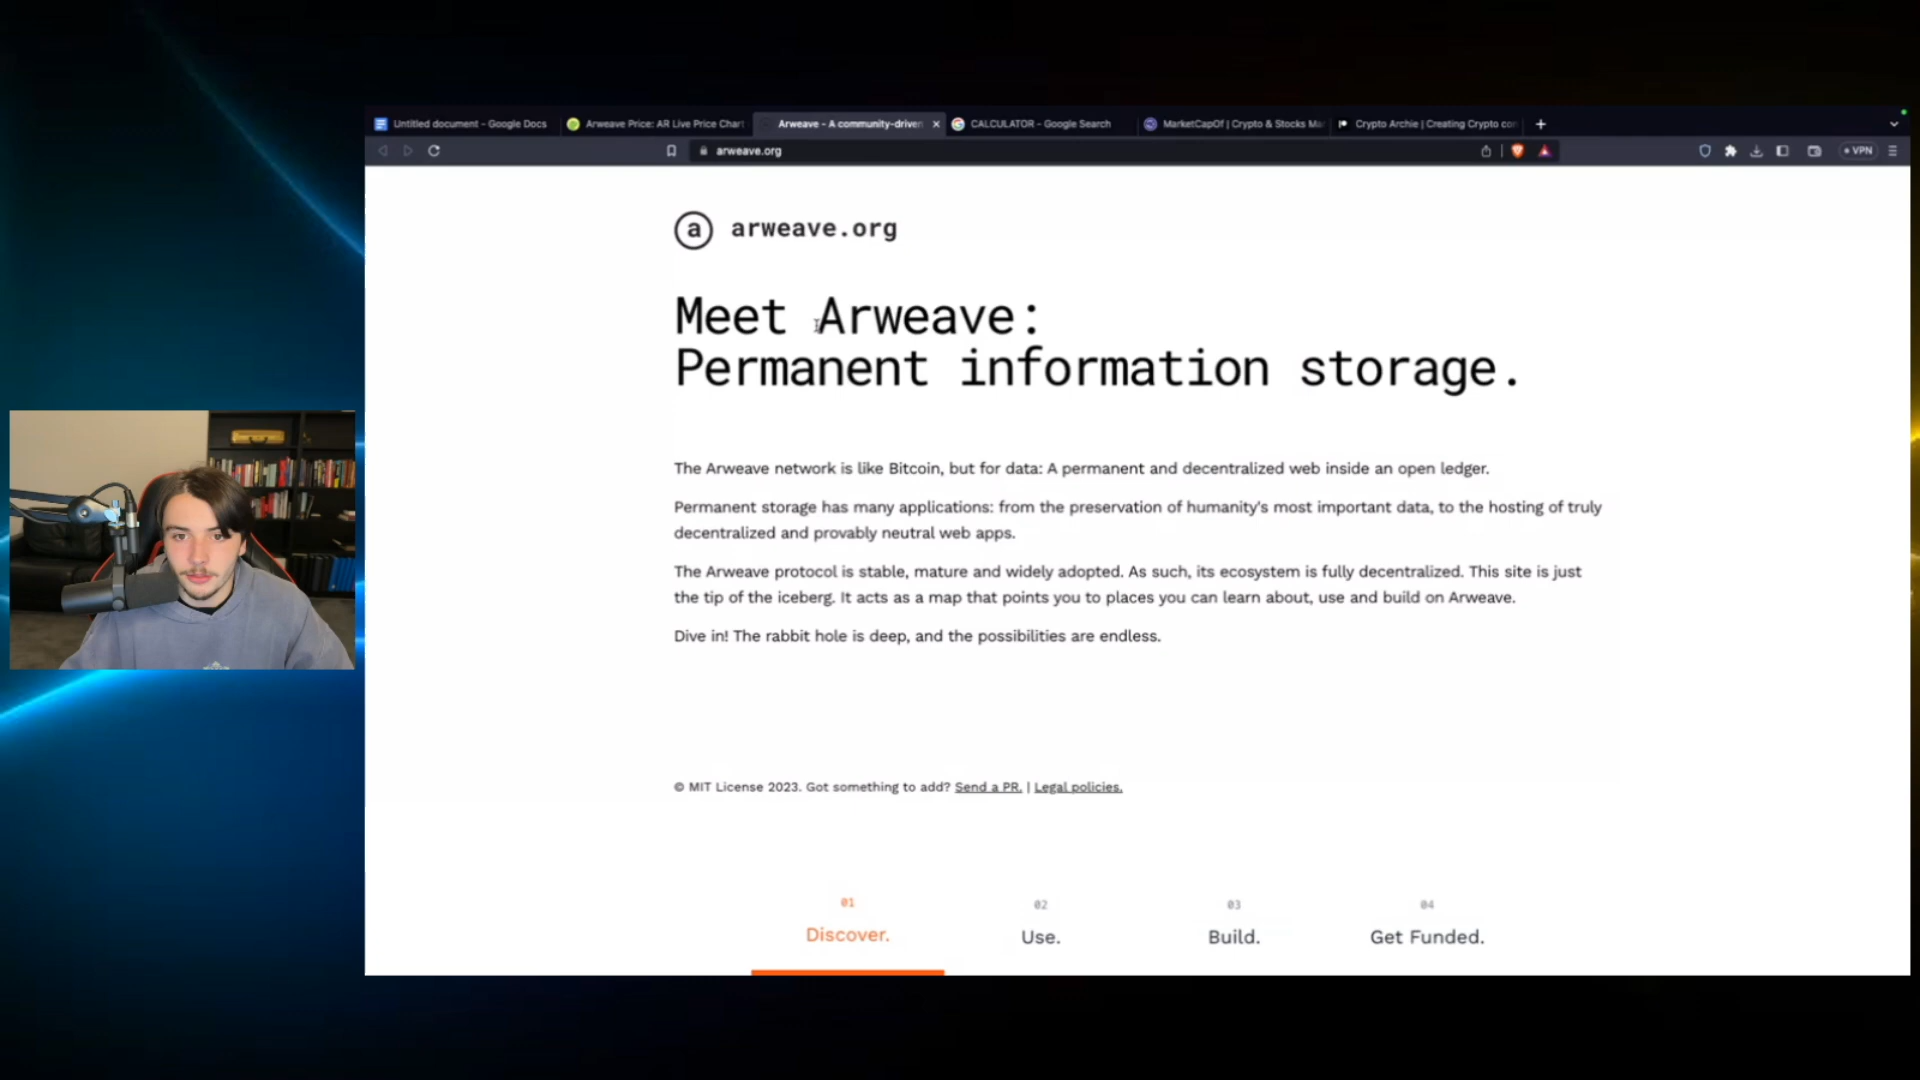 Untitled document - Google Docs
Arweave Price: AR Live Price Chart
Arweave - A community-driven
CALCULATOR - Google Search
MarketCapOf | Crypto & Stocks Ma
Crypto Archie | Creating Crypto con
arweave.org
VPN
a arweave.org
Meet Arweave:
Permanent information storage.
The Arweave network is like Bitcoin, but for data: A permanent and decentralized web inside an open ledger.
Permanent storage has many applications: from the preservation of humanity's most important data, to the hosting of truly
decentralized and provably neutral web apps.
The Arweave protocol is stable, mature and widely adopted. As such, its ecosystem is fully decentralized. This site is just
the tip of the iceberg. It acts as a map that points you to places you can learn about, use and build on Arweave.
Dive in! The rabbit hole is deep, and the possibilities are endless.
© MIT License 2023. Got something to add? Send a PR. | Legal policies.
01
Discover.
02
Use.
03
Build.
04
Get Funded.